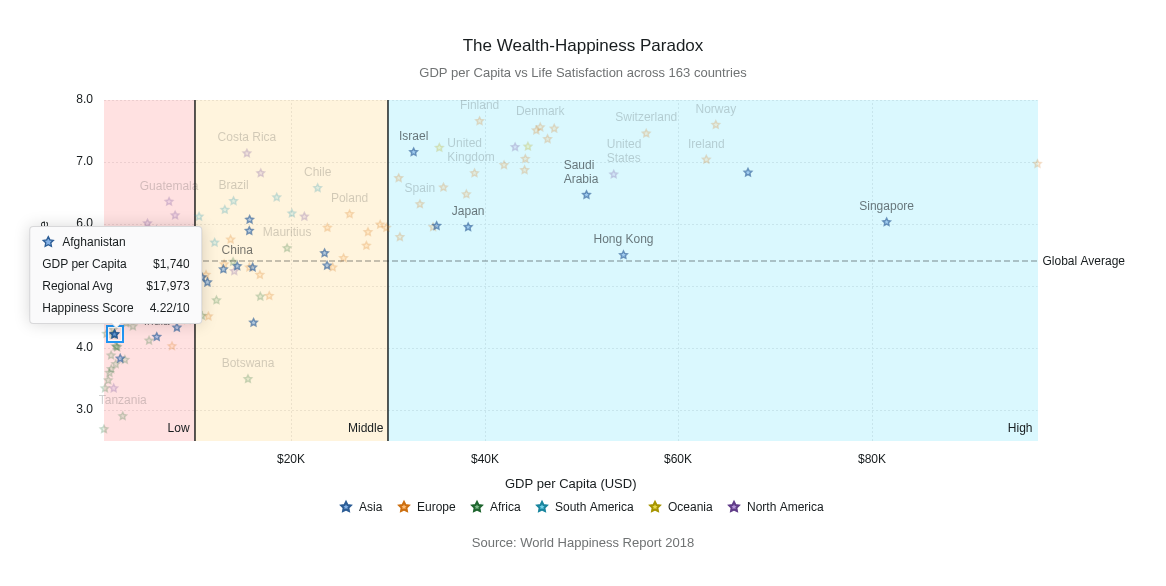 The Wealth-Happiness Paradox
GDP per Capita vs Life Satisfaction across 163 countries
8.0
7.0
6.0
4.0
3.0
Finland
Denmark
Switzerland
Norway
Costa Rica
Israel
United
Kingdom
United
States
Ireland
Guatemala
Brazil
Chile
Spain
Saudi
Arabia
Poland
Japan
Singapore
Mauritius
China
Hong Kong
Global Average
Afghanistan
GDP per Capita $1,740
Regional Avg $17,973
Happiness Score 4.22/10
Botswana
Tanzania
Low
Middle
High
$20K
$40K
$60K
$80K
GDP per Capita (USD)
Asia
Europe
Africa
South America
Oceania
North America
Source: World Happiness Report 2018